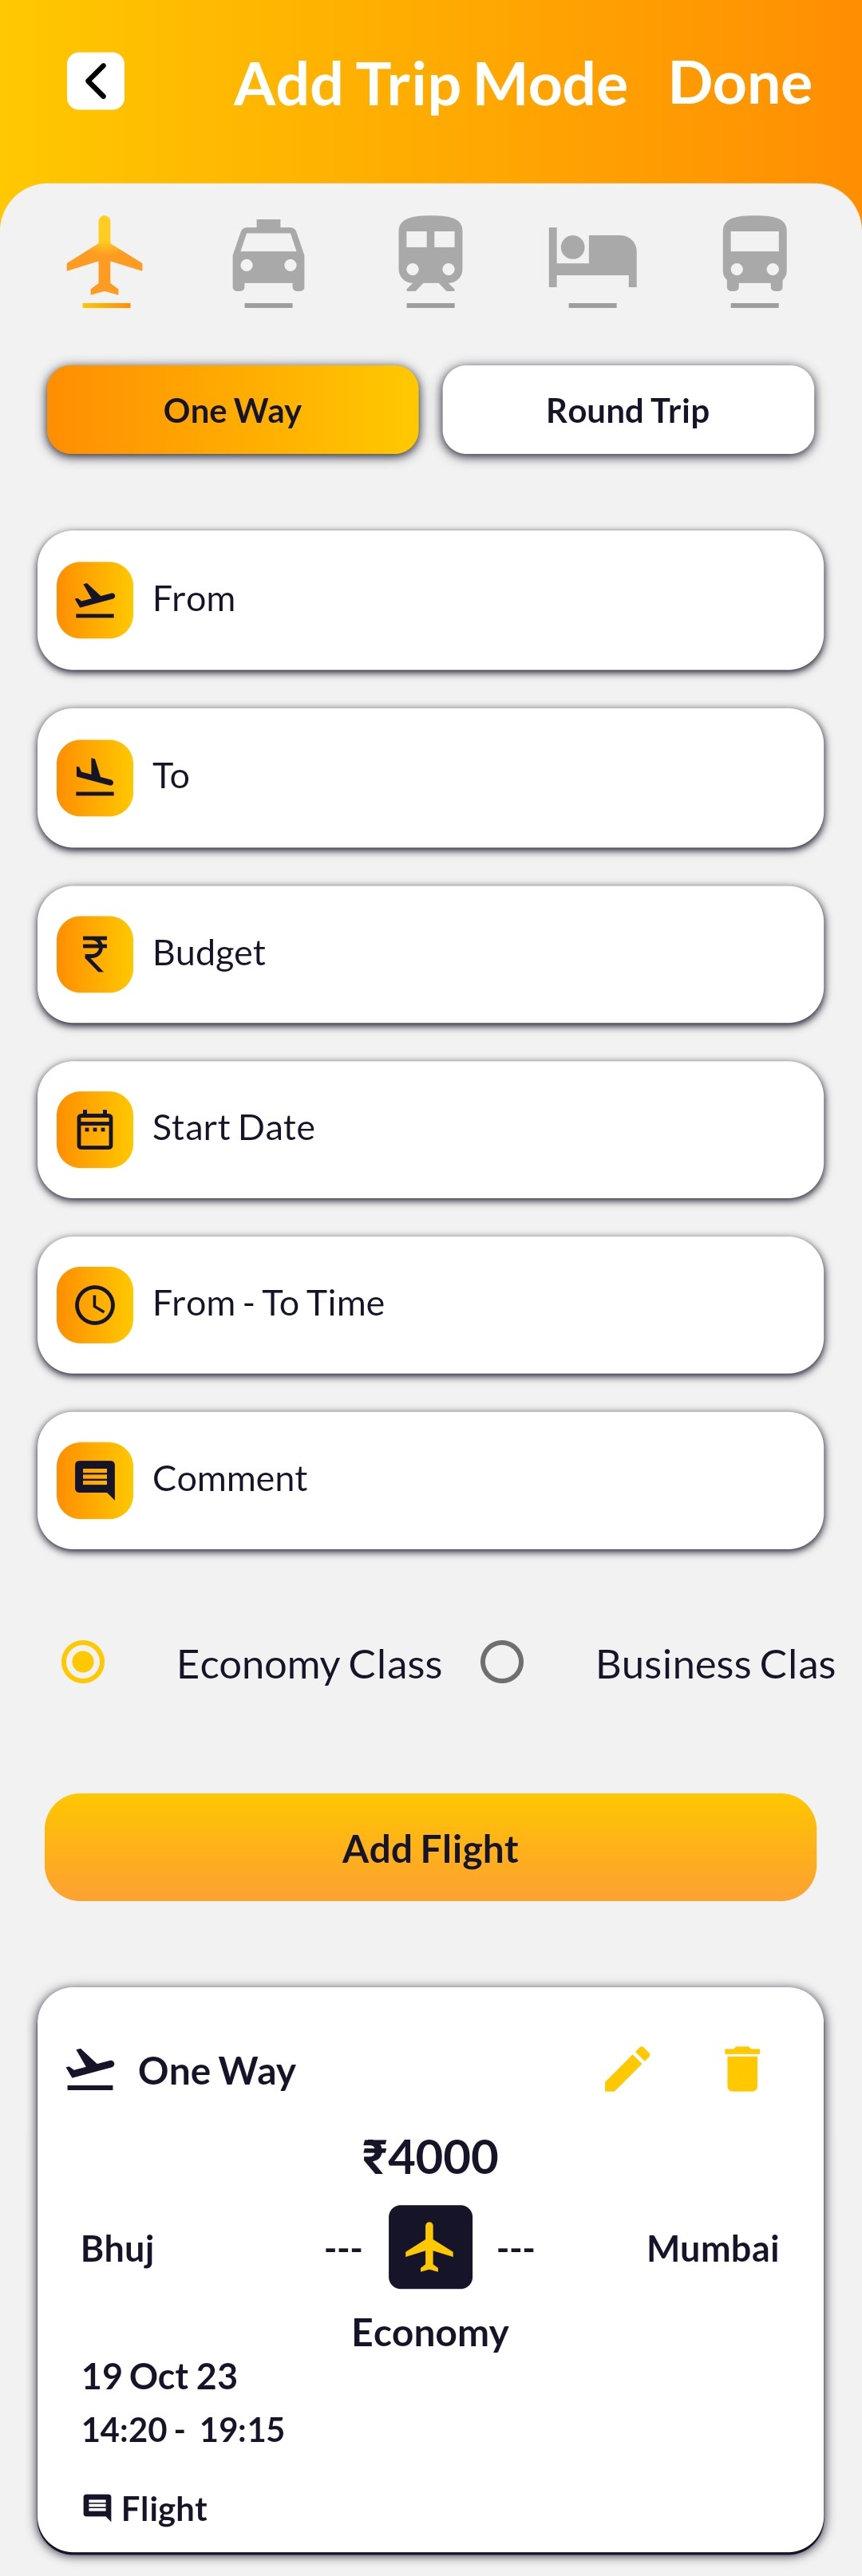 Add Trip Mode Done
One Way Round Trip
From
To
Budget
Start Date
From - To Time
Comment
Economy Class Business Clas
Add Flight
One Way
₹4000
Bhuj --- --- Mumbai
Economy
19 Oct 23
14:20 - 19:15
Flight